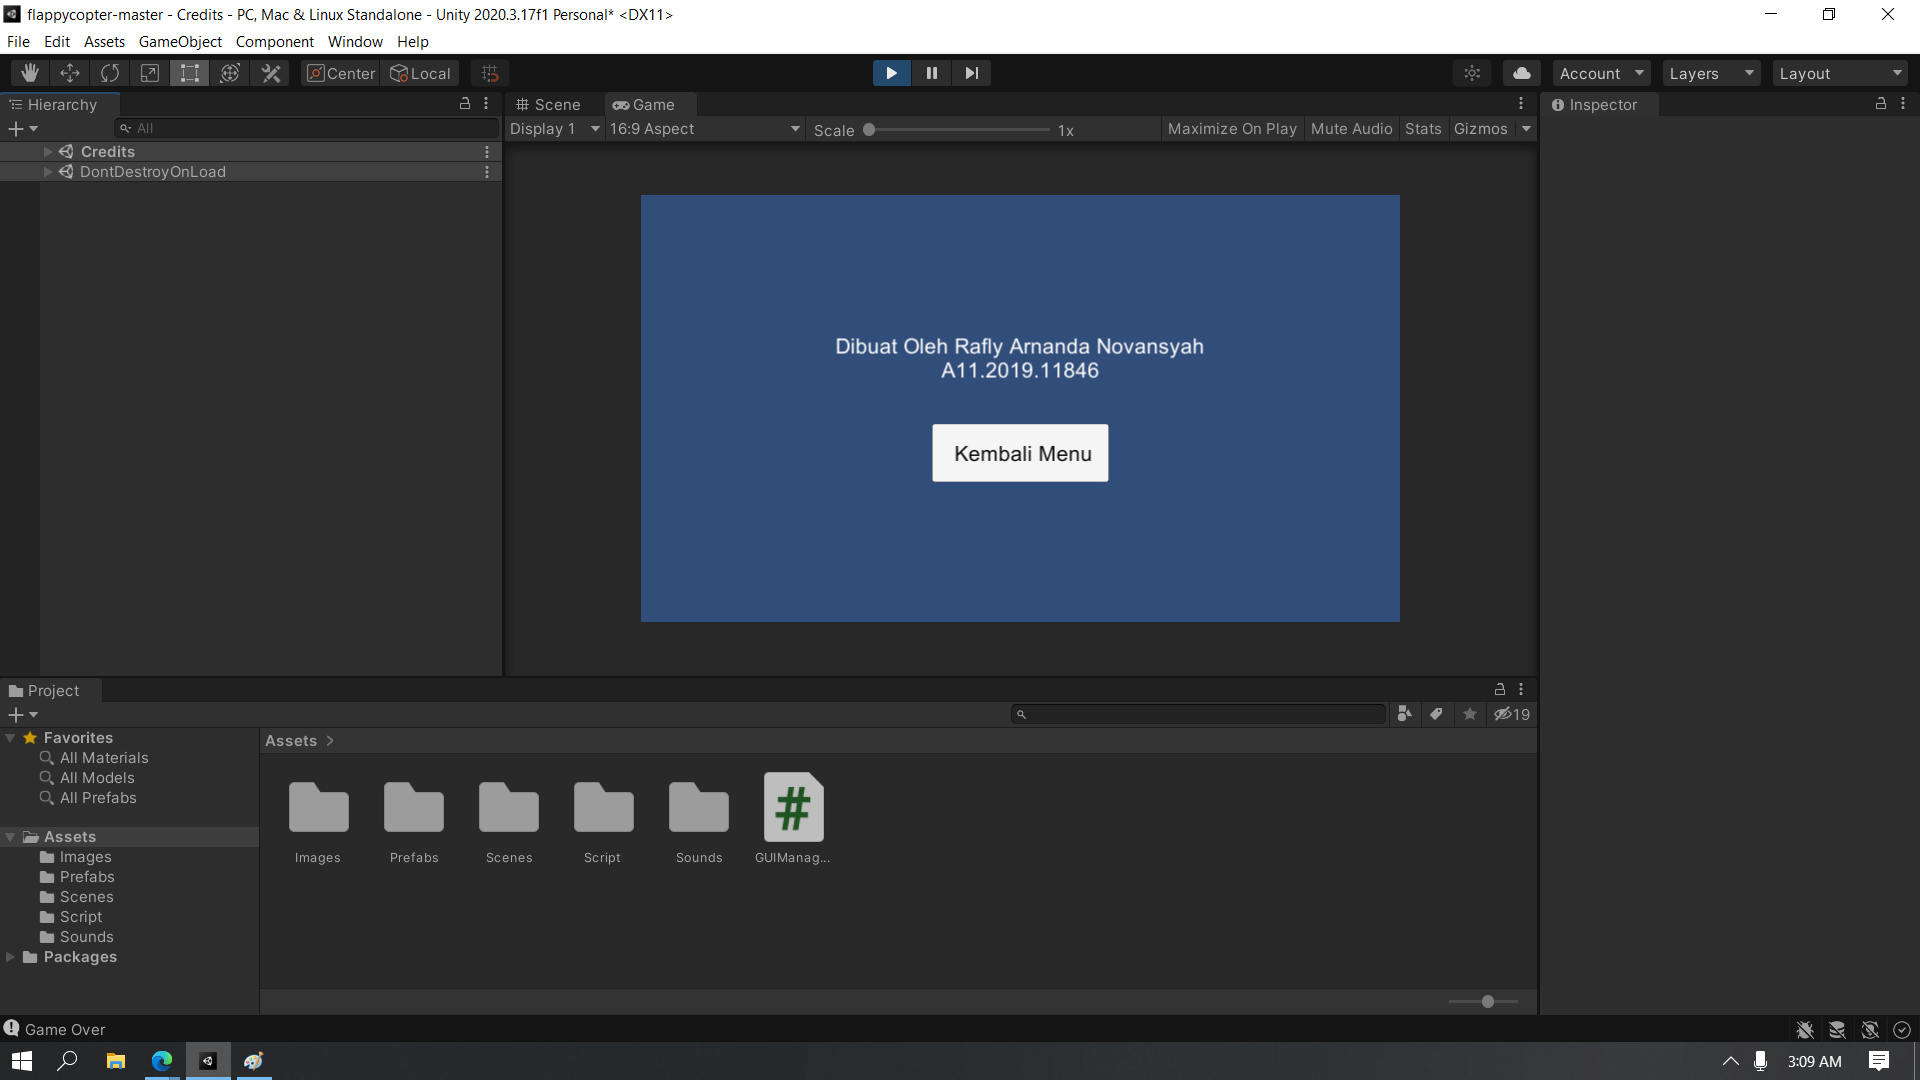 flappycopter-master - Credits - PC, Mac & Linux Standalone - Unity 2020.3.17f1 Personal* <DX11>
File Edit Assets GameObject Component Window Help
Center Local Account Layers Layout
Hierarchy
All
Credits
DontDestroyOnLoad
Scene Game
Display 1 16:9 Aspect Scale 1x Maximize On Play Mute Audio Stats Gizmos
Inspector
Dibuat Oleh Rafly Arnanda Novansyah
A11.2019.11846
Kembali Menu
Project
19
Favorites
All Materials
All Models
All Prefabs
Assets
Images
Prefabs
Scenes
Script
Sounds
Packages
Assets >
Images Prefabs Scenes Script Sounds GUIManag...
Game Over
3:09 AM